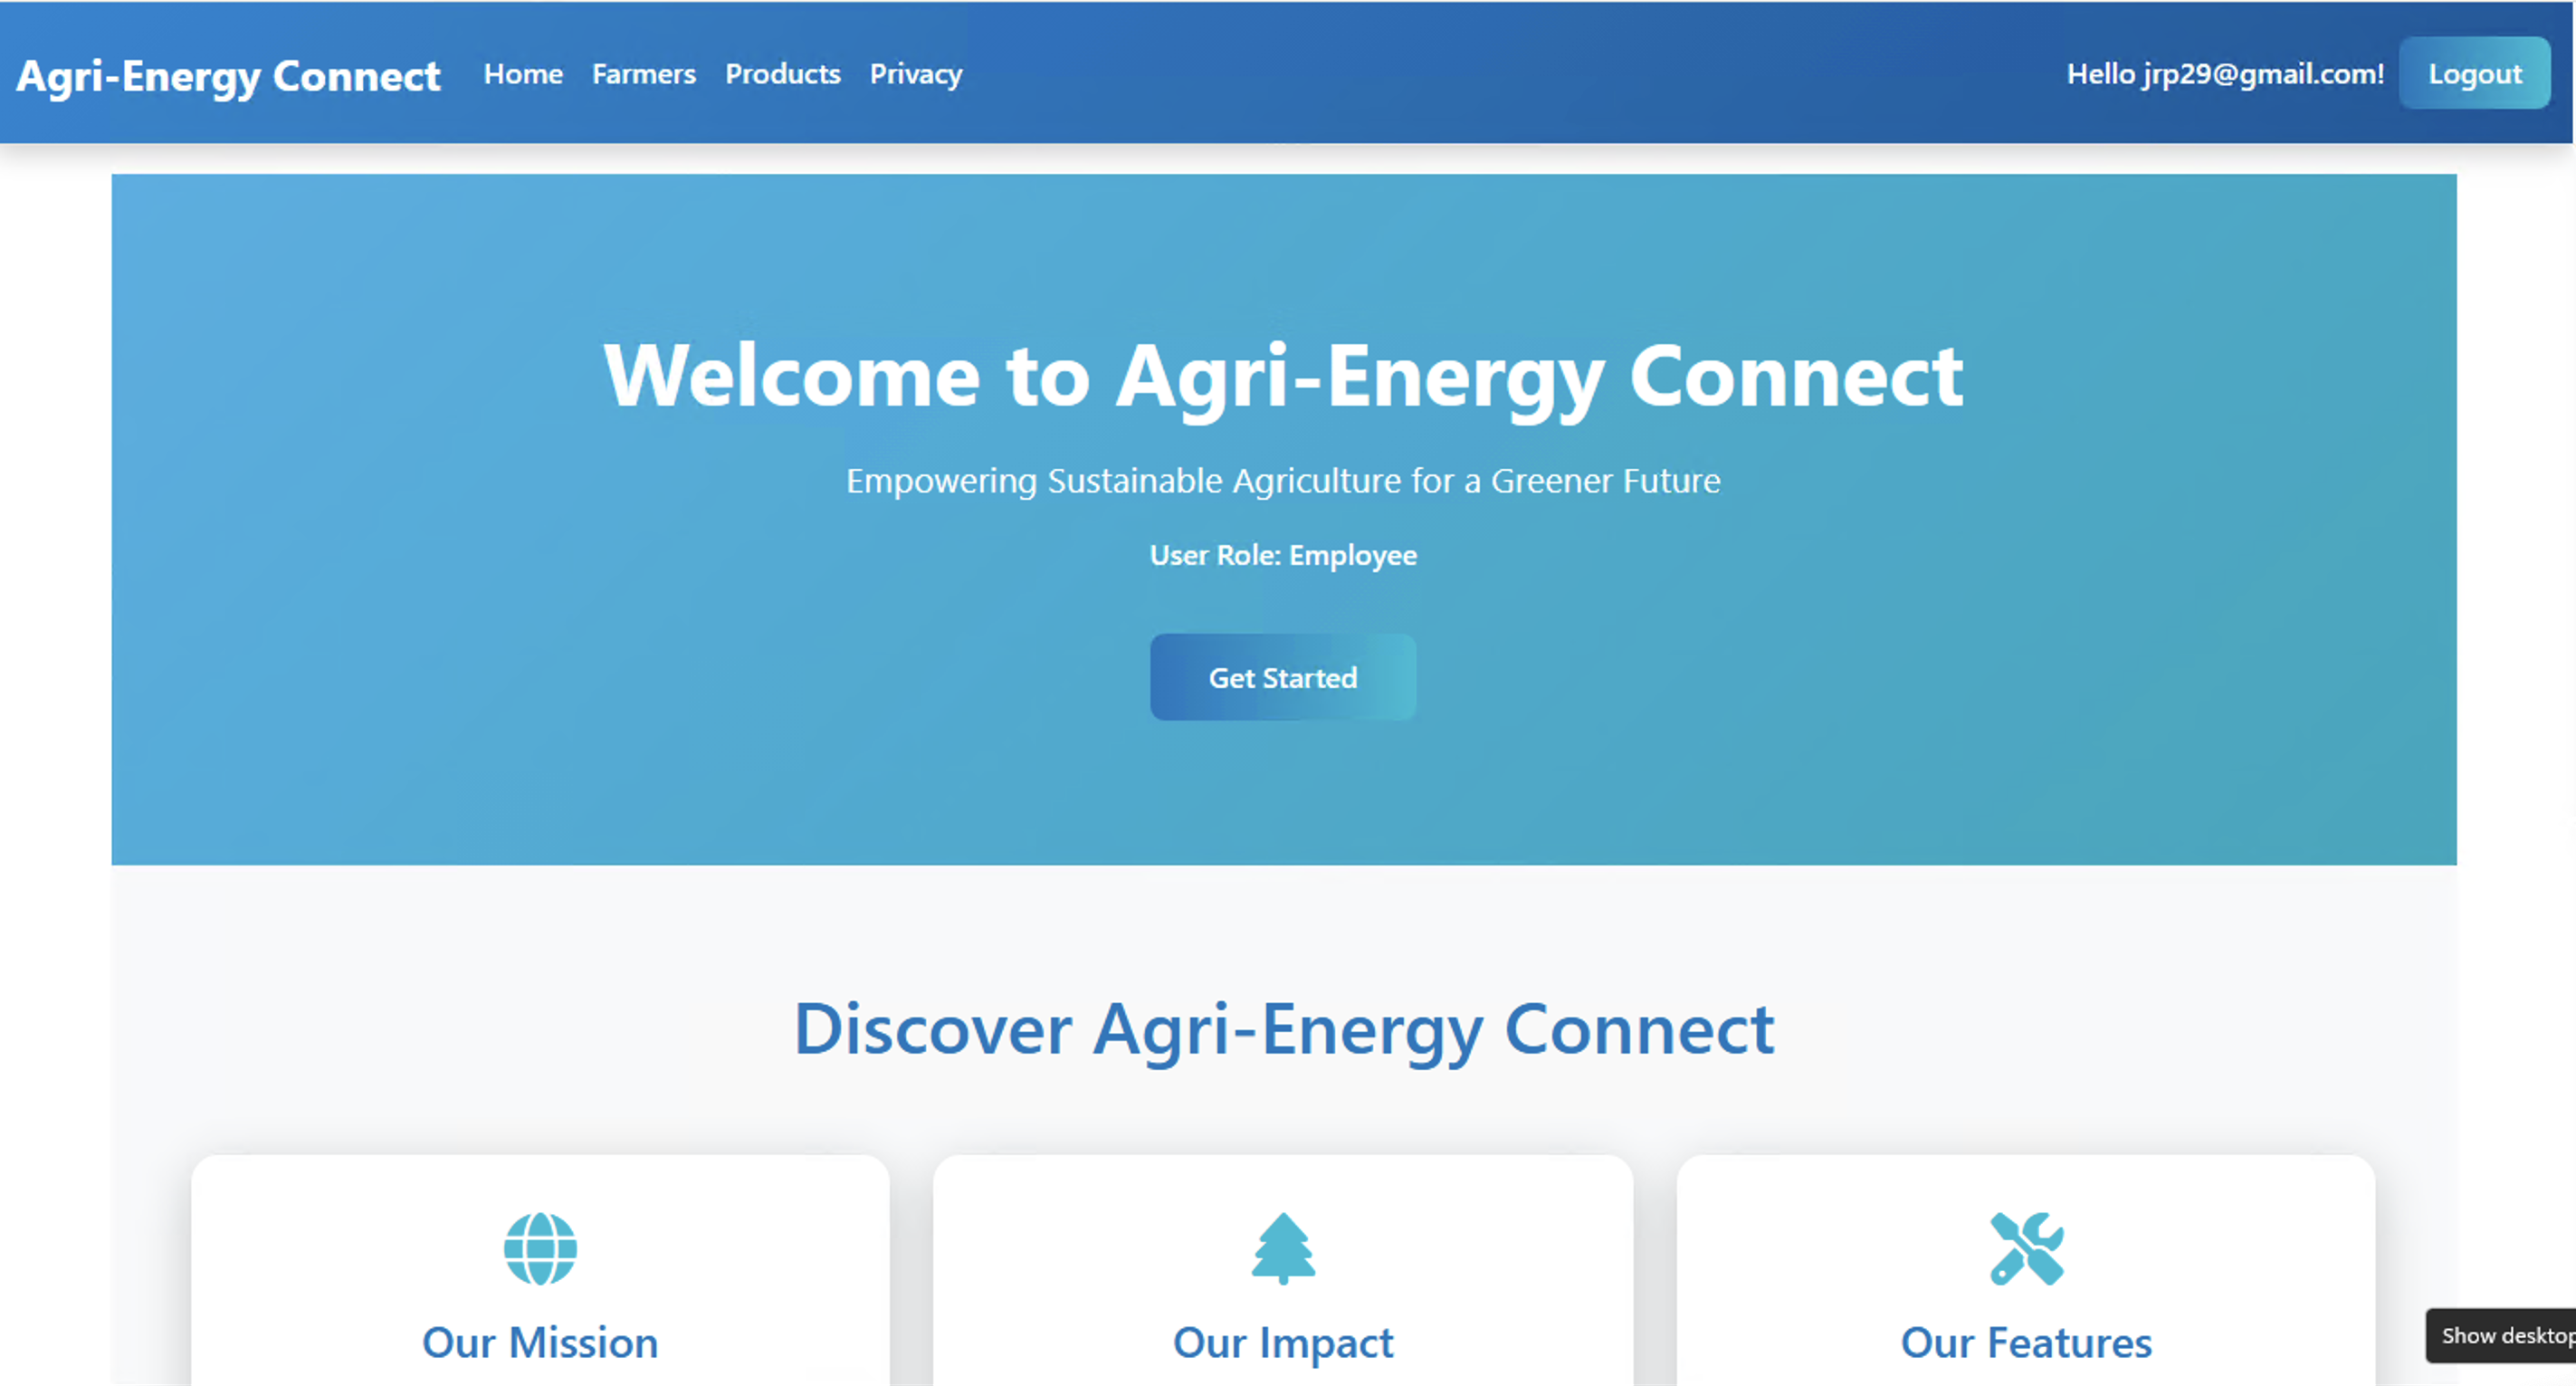 Agri-Energy Connect Home Farmers Products Privacy Hello jrp29@gmail.com! Logout
Welcome to Agri-Energy Connect
Empowering Sustainable Agriculture for a Greener Future
User Role: Employee
Get Started
Discover Agri-Energy Connect
Our Mission Our Impact Our Features
Show desktop